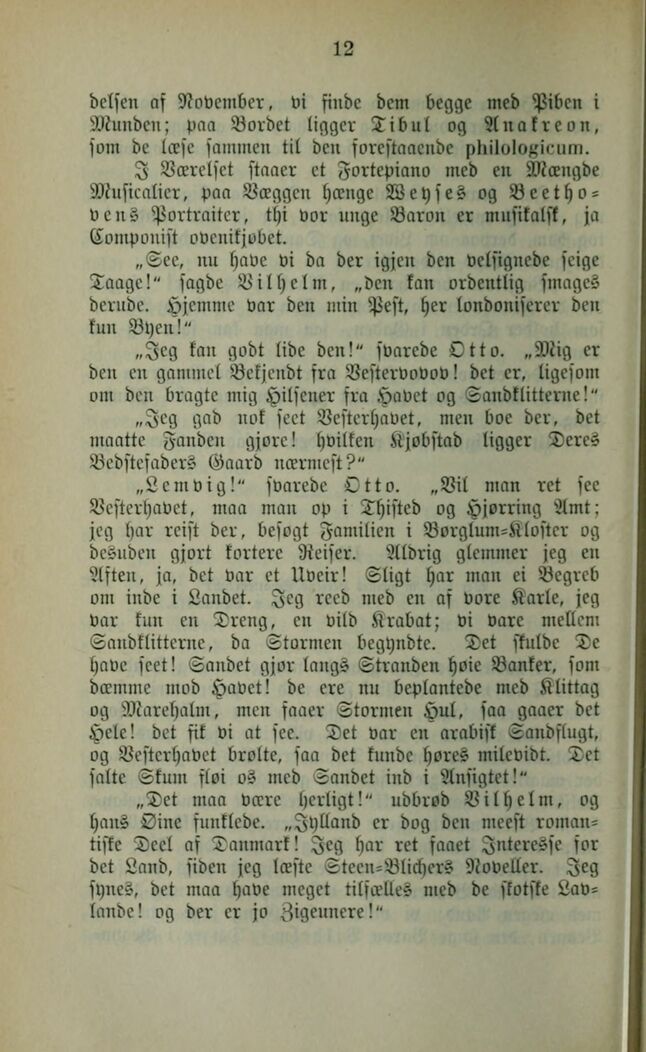 12
delsen af November, vi finde dem begge med Piben i
Munden; paa Bordet ligger Tibul og Anakreon,
som de læse sammen til den forestaaende philologicum.
I Værelset staaer et Fortepiano med en Mængde
Musicalier, paa Væggen hænge Weyses og Beetho=
vens Portraiter, thi vor unge Baron er musikalsk, ja
Componist ovenikjøbet.
„See, nu have vi da der igjen den velsignede seige
Taage!" sagde Vilhelm, „den kan ordentlig smages
derude. Hjemme var den min Pest, her londoniserer den
kun Byen!"
„Jeg kan godt lide den!" svarede Otto. „Mig er
den en gammel Bekjendt fra Vestervovov! det er, ligesom
om den bragte mig Hilsener fra Havet og Sandklitterne!"
„Jeg gad nok seet Vesterhavet, men boe der, det
maatte Fanden gjøre! hvilken Kjøbstad ligger Deres
Bedstefaders Gaard nærmest?"
„Lemvig!" svarede Otto. „Vil man ret see
Vesterhavet, maa man op i Thisted og Hjørring Amt;
jeg har reist der, besøgt Familien i Børglum=Kloster og
desuden gjort kortere Reiser. Aldrig glemmer jeg en
Aften, ja, det var et Uveir! Sligt har man ei Begreb
om inde i Landet. Jeg reed med en af vore Karle, jeg
var kun en Dreng, en vild Krabat; vi vare mellem
Sandklitterne, da Stormen begyndte. Det skulde De
have seet! Sandet gjør langs Stranden høie Banker, som
dæmme mod Havet! de ere nu beplantede med Klittag
og Marehalm, men faaer Stormen Hul, saa gaaer det
Hele! det fik vi at see. Det var en arabisk Sandflugt,
og Vesterhavet brølte, saa det kunde høres milevidt. Det
salte Skum fløi os med Sandet ind i Ansigtet!"
„Det maa være herligt!" udbrød Vilhelm, og
hans Øine funklede. „Jylland er dog den meest roman=
tiske Deel af Danmark! Jeg har ret faaet Interesse for
det Land, siden jeg læste Steen=Blichers Noveller. Jeg
synes, det maa have meget tilfælles med de skotske Lav=
lande! og der er jo Zigeunere!"